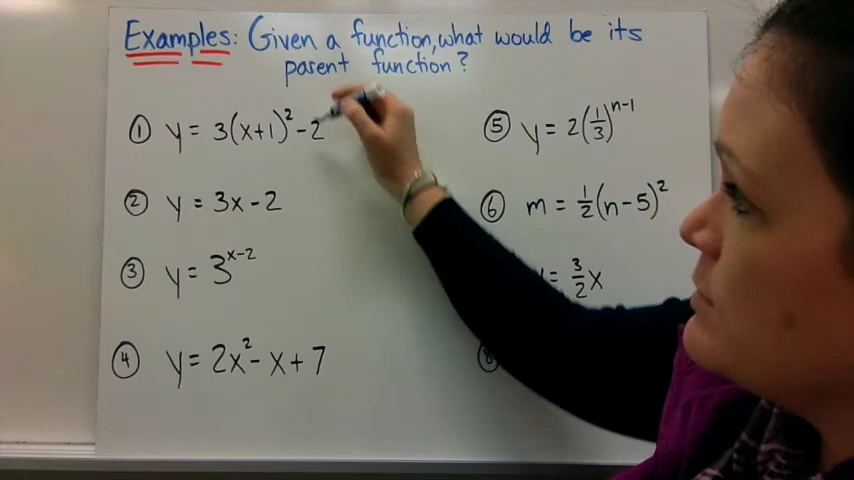 Examples: Given a function, what would be its
parent function?
① y = 3(x+1)² - 2
② y = 3x - 2
③ y = 3^(x-2)
④ y = 2x² - x + 7
⑤ y = 2(1/3)^(n-1)
⑥ m = 1/2(n-5)²
= 3/2 x
⑧